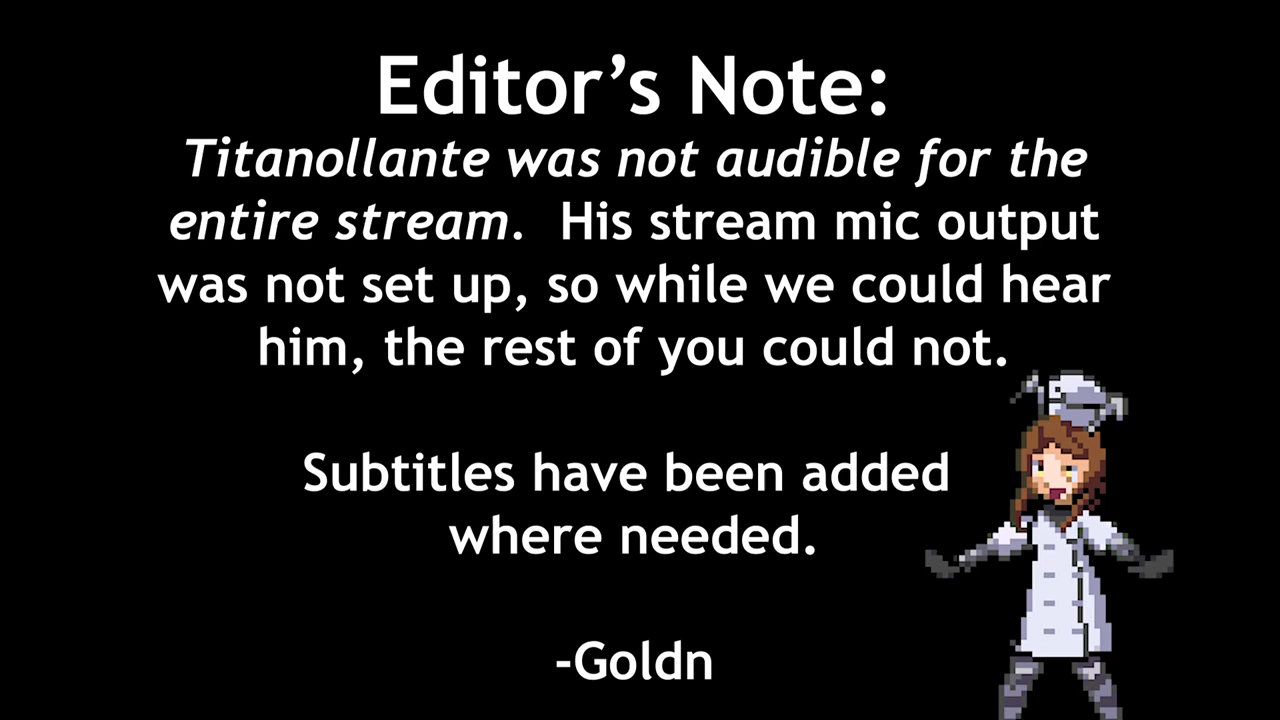 Editor’s Note:
Titanollante was not audible for the
entire stream.  His stream mic output
was not set up, so while we could hear
him, the rest of you could not.
Subtitles have been added
where needed.
-Goldn